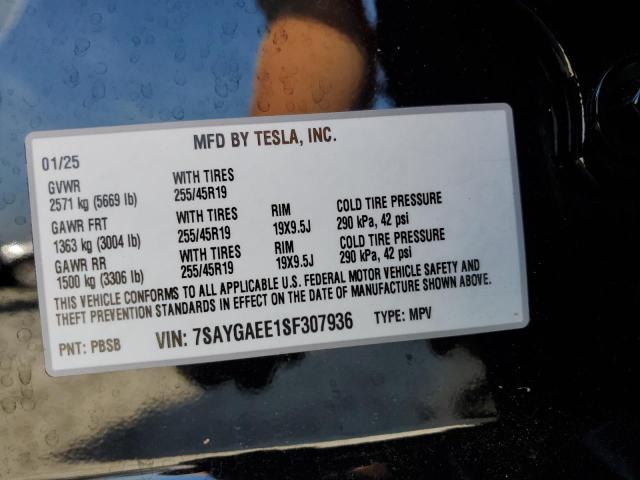 MFD BY TESLA, INC.
01/25
GVWR WITH TIRES
2571 kg (5669 lb) 255/45R19
GAWR FRT WITH TIRES RIM COLD TIRE PRESSURE
1363 kg (3004 lb) 255/45R19 19X9.5J 290 kPa, 42 psi
GAWR RR WITH TIRES RIM COLD TIRE PRESSURE
1500 kg (3306 lb) 255/45R19 19X9.5J 290 kPa, 42 psi
THIS VEHICLE CONFORMS TO ALL APPLICABLE U.S. FEDERAL MOTOR VEHICLE SAFETY AND
THEFT PREVENTION STANDARDS IN EFFECT ON THE DATE OF MANUFACTURE SHOWN ABOVE.
PNT: PBSB VIN: 7SAYGAEE1SF307936 TYPE: MPV